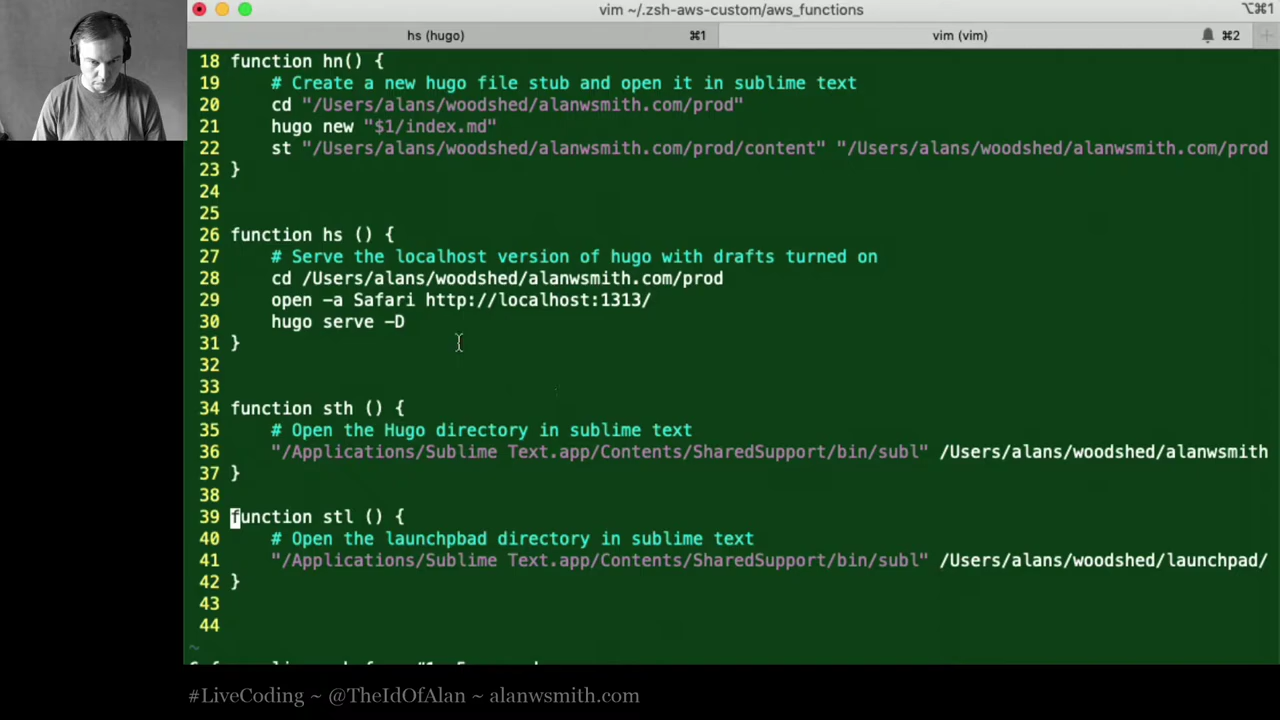 vim ~/.zsh-aws-custom/aws_functions
⌥⌘1
hs (hugo) ⌘1 vim (vim) ⌘2 +
18 function hn() {
19 # Create a new hugo file stub and open it in sublime text
20 cd "/Users/alans/woodshed/alanwsmith.com/prod"
21 hugo new "$1/index.md"
22 st "/Users/alans/woodshed/alanwsmith.com/prod/content" "/Users/alans/woodshed/alanwsmith.com/prod
23 }
24
25
26 function hs () {
27 # Serve the localhost version of hugo with drafts turned on
28 cd /Users/alans/woodshed/alanwsmith.com/prod
29 open -a Safari http://localhost:1313/
30 hugo serve -D
31 }
32
33
34 function sth () {
35 # Open the Hugo directory in sublime text
36 "/Applications/Sublime Text.app/Contents/SharedSupport/bin/subl" /Users/alans/woodshed/alanwsmith
37 }
38
39 function stl () {
40 # Open the launchpbad directory in sublime text
41 "/Applications/Sublime Text.app/Contents/SharedSupport/bin/subl" /Users/alans/woodshed/launchpad/
42 }
43
44
~
#LiveCoding ~ @TheIdOfAlan ~ alanwsmith.com